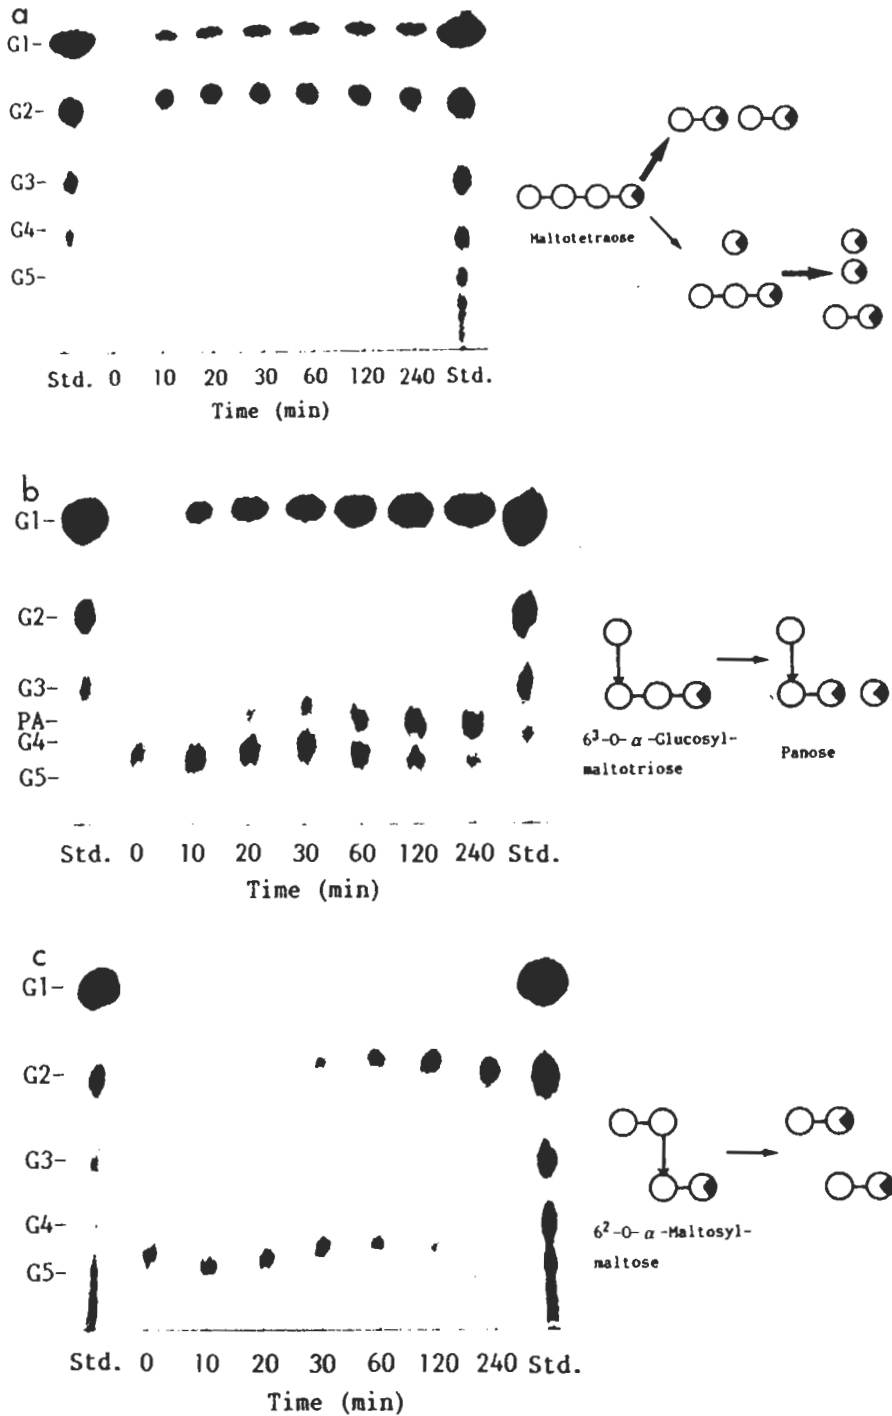 a
G1-
G2-
G3-
G4-
G5-
Std. 0 10 20 30 60 120 240 Std.
Time (min)
Maltotetraose
b
G1-
G2-
G3-
PA-
G4-
G5-
Std. 0 10 20 30 60 120 240 Std.
Time (min)
6³-O-α-Glucosyl-
maltotriose
Panose
c
G1-
G2-
G3-
G4-
G5-
Std. 0 10 20 30 60 120 240 Std.
Time (min)
6²-O-α-Maltosyl-
maltose